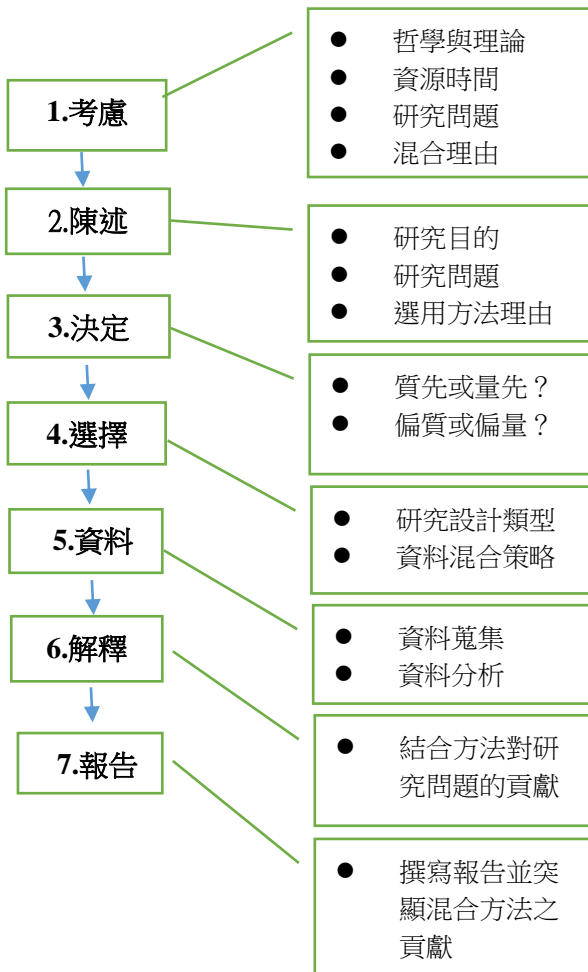 1.考慮
● 哲學與理論
● 資源時間
● 研究問題
● 混合理由
2.陳述
● 研究目的
● 研究問題
● 選用方法理由
3.決定
● 質先或量先？
● 偏質或偏量？
4.選擇
● 研究設計類型
● 資料混合策略
5.資料
● 資料蒐集
● 資料分析
6.解釋
● 結合方法對研
究問題的貢獻
7.報告
● 撰寫報告並突
顯混合方法之
貢獻